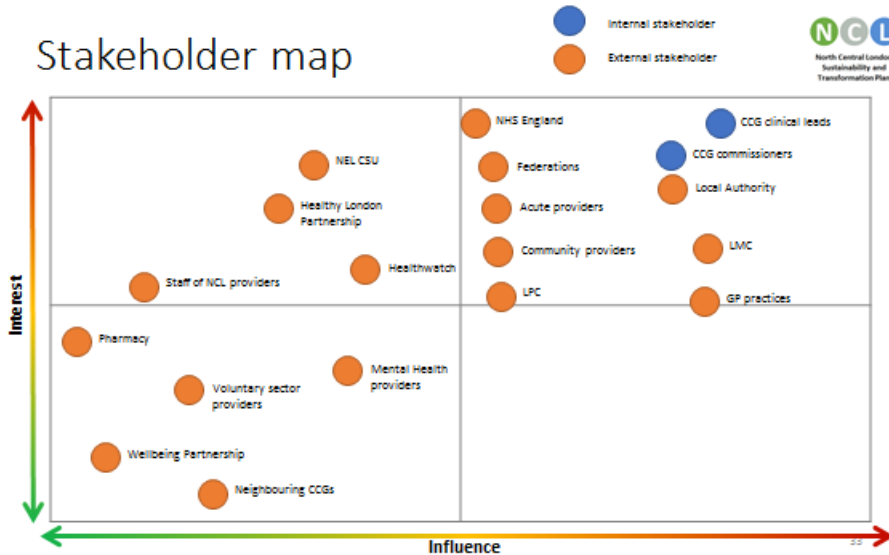 Stakeholder map
Internal stakeholder
External stakeholder
N C L
North Central London
Sustainability and
Transformation Plan
NHS England
CCG clinical leads
NEL CSU
CCG commissioners
Federations
Local Authority
Healthy London
Partnership
Acute providers
Community providers
LMC
Healthwatch
Staff of NCL providers
LPC
GP practices
Interest
Pharmacy
Mental Health
providers
Voluntary sector
providers
Wellbeing Partnership
Neighbouring CCGs
Influence